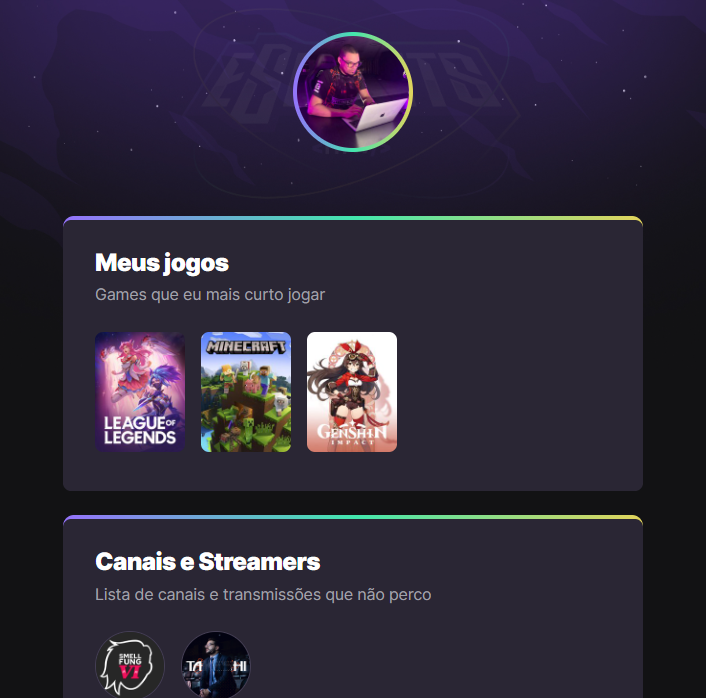 ESPORTS
Meus jogos
Games que eu mais curto jogar
LEAGUE OF
LEGENDS
MINECRAFT
GENSHIN
IMPACT
Canais e Streamers
Lista de canais e transmissões que não perco
SMELL
FUNG
VI